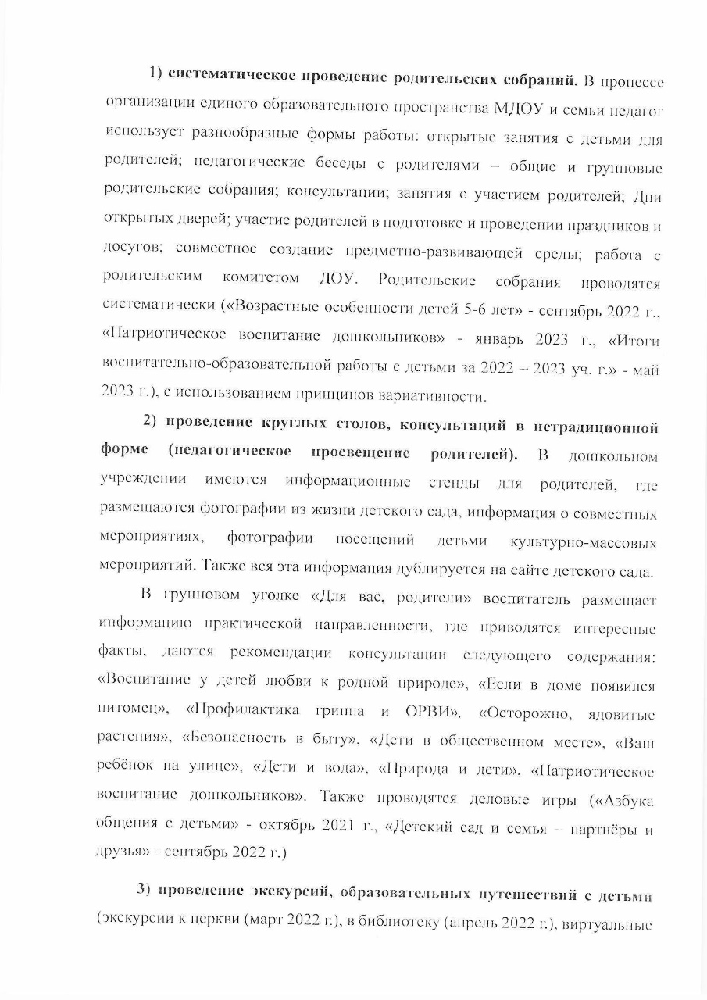 1) систематическое проведение родительских собраний. В процессе
организации единого образовательного пространства МДОУ и семьи педагог
использует разнообразные формы работы: открытые занятия с детьми для
родителей; педагогические беседы с родителями – общие и групповые
родительские собрания; консультации; занятия с участием родителей; Дни
открытых дверей; участие родителей в подготовке и проведении праздников и
досугов; совместное создание предметно-развивающей среды; работа с
родительским комитетом ДОУ. Родительские собрания проводятся
систематически («Возрастные особенности детей 5-6 лет» - сентябрь 2022 г.,
«Патриотическое воспитание дошкольников» - январь 2023 г., «Итоги
воспитательно-образовательной работы с детьми за 2022 – 2023 уч. г.» - май
2023 г.), с использованием принципов вариативности.
2) проведение круглых столов, консультаций в нетрадиционной
форме (педагогическое просвещение родителей). В дошкольном
учреждении имеются информационные стенды для родителей, где
размещаются фотографии из жизни детского сада, информация о совместных
мероприятиях, фотографии посещений детьми культурно-массовых
мероприятий. Также вся эта информация дублируется на сайте детского сада.
В групповом уголке «Для вас, родители» воспитатель размещает
информацию практической направленности, где приводятся интересные
факты, даются рекомендации консультации следующего содержания:
«Воспитание у детей любви к родной природе», «Если в доме появился
питомец», «Профилактика гриппа и ОРВИ», «Осторожно, ядовитые
растения», «Безопасность в быту», «Дети в общественном месте», «Ваш
ребёнок на улице», «Дети и вода», «Природа и дети», «Патриотическое
воспитание дошкольников». Также проводятся деловые игры («Азбука
общения с детьми» - октябрь 2021 г., «Детский сад и семья – партнёры и
друзья» - сентябрь 2022 г.)
3) проведение экскурсий, образовательных путешествий с детьми
(экскурсии к церкви (март 2022 г.), в библиотеку (апрель 2022 г.), виртуальные